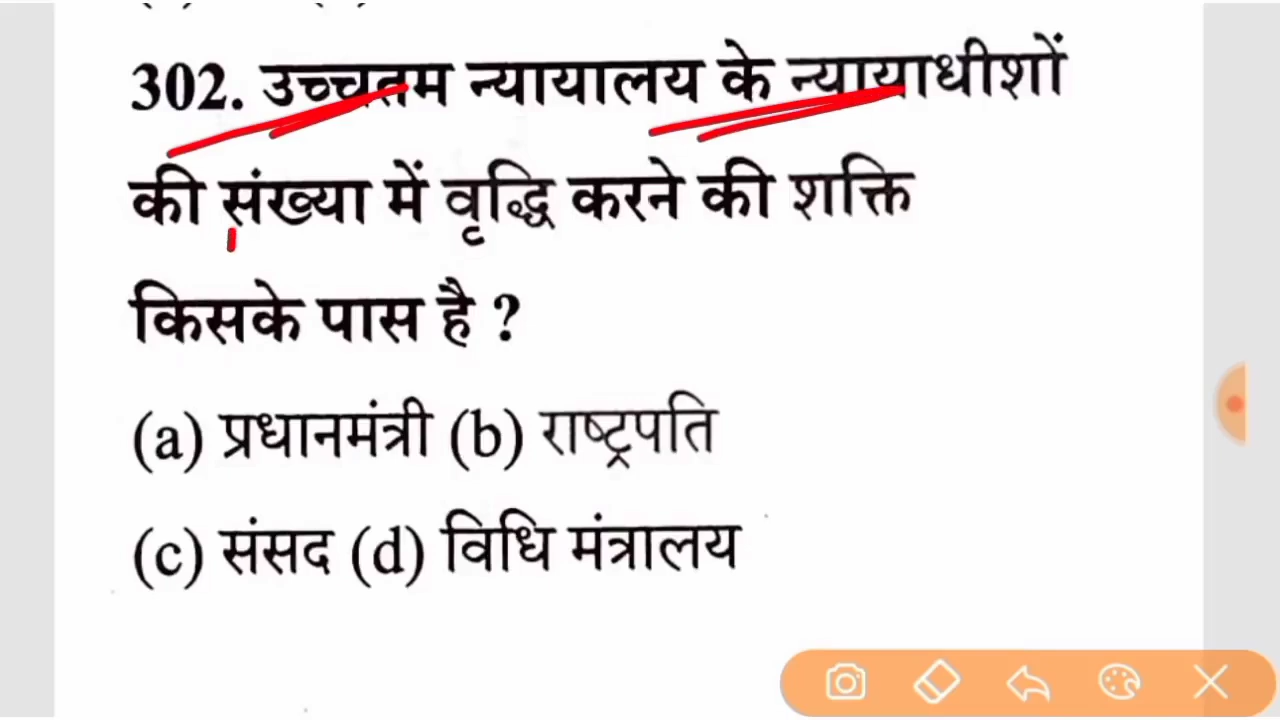 302. उच्चतम न्यायालय के न्यायाधीशों
की संख्या में वृद्धि करने की शक्ति
किसके पास है ?
(a) प्रधानमंत्री (b) राष्ट्रपति
(c) संसद (d) विधि मंत्रालय